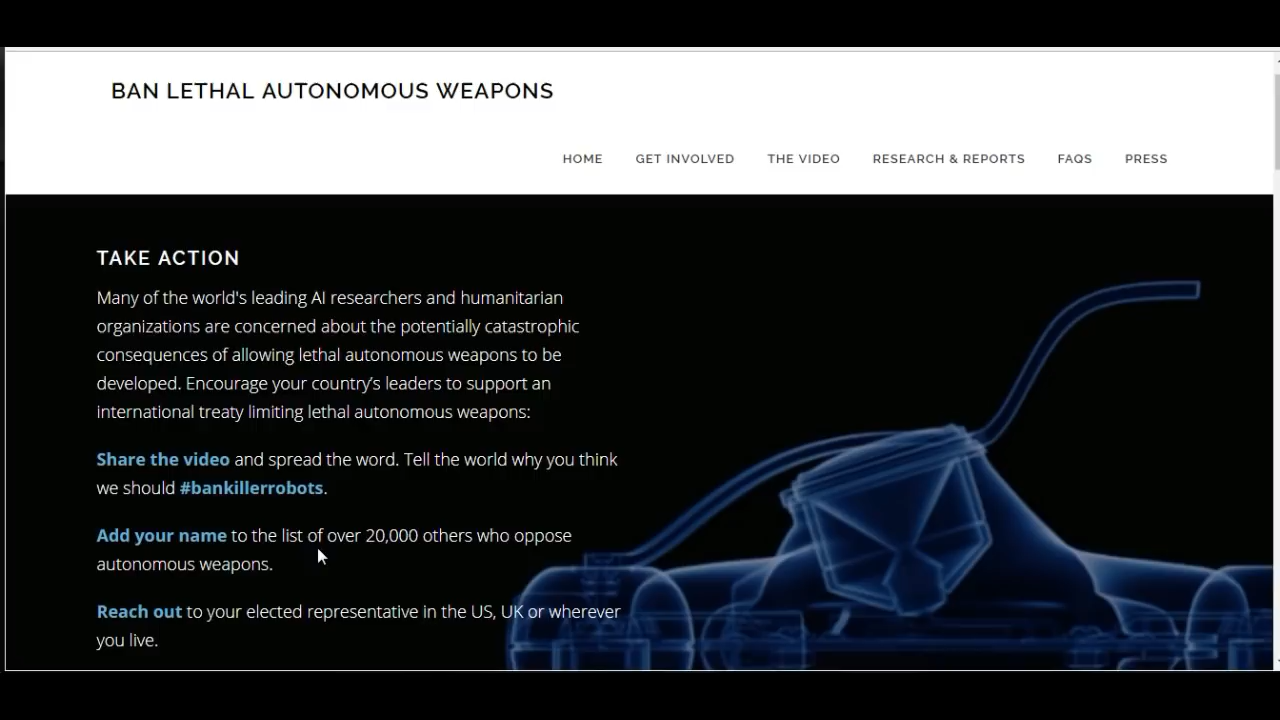 BAN LETHAL AUTONOMOUS WEAPONS
HOME GET INVOLVED THE VIDEO RESEARCH & REPORTS FAQS PRESS
TAKE ACTION
Many of the world's leading AI researchers and humanitarian
organizations are concerned about the potentially catastrophic
consequences of allowing lethal autonomous weapons to be
developed. Encourage your country’s leaders to support an
international treaty limiting lethal autonomous weapons:
Share the video and spread the word. Tell the world why you think
we should #bankillerrobots.
Add your name to the list of over 20,000 others who oppose
autonomous weapons.
Reach out to your elected representative in the US, UK or wherever
you live.